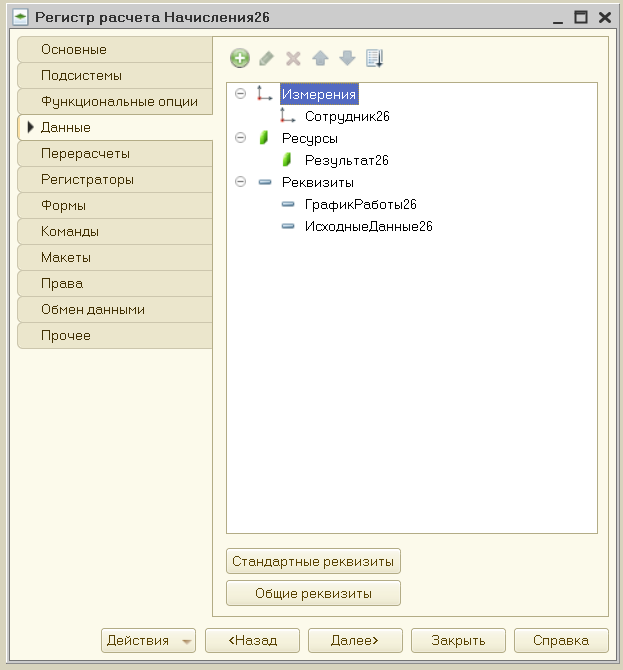 Регистр расчета Начисления26
Основные
Подсистемы
Функциональные опции
Данные
Перерасчеты
Регистраторы
Формы
Команды
Макеты
Права
Обмен данными
Прочее
Измерения
Сотрудник26
Ресурсы
Результат26
Реквизиты
ГрафикРаботы26
ИсходныеДанные26
Стандартные реквизиты
Общие реквизиты
Действия
<Назад
Далее>
Закрыть
Справка